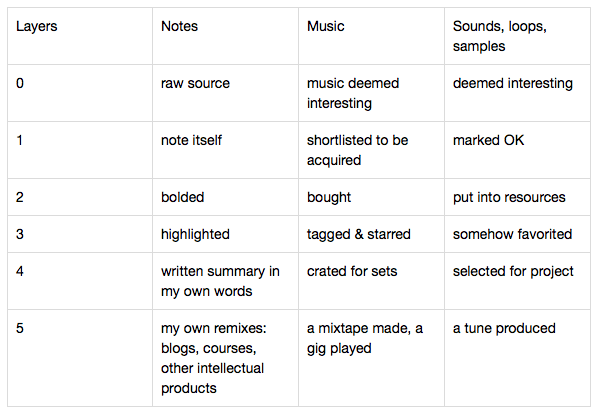 Layers
Notes
Music
Sounds, loops,
samples
0
raw source
music deemed
interesting
deemed interesting
1
note itself
shortlisted to be
acquired
marked OK
2
bolded
bought
put into resources
3
highlighted
tagged & starred
somehow favorited
4
written summary in
my own words
crated for sets
selected for project
5
my own remixes:
blogs, courses,
other intellectual
products
a mixtape made, a
gig played
a tune produced